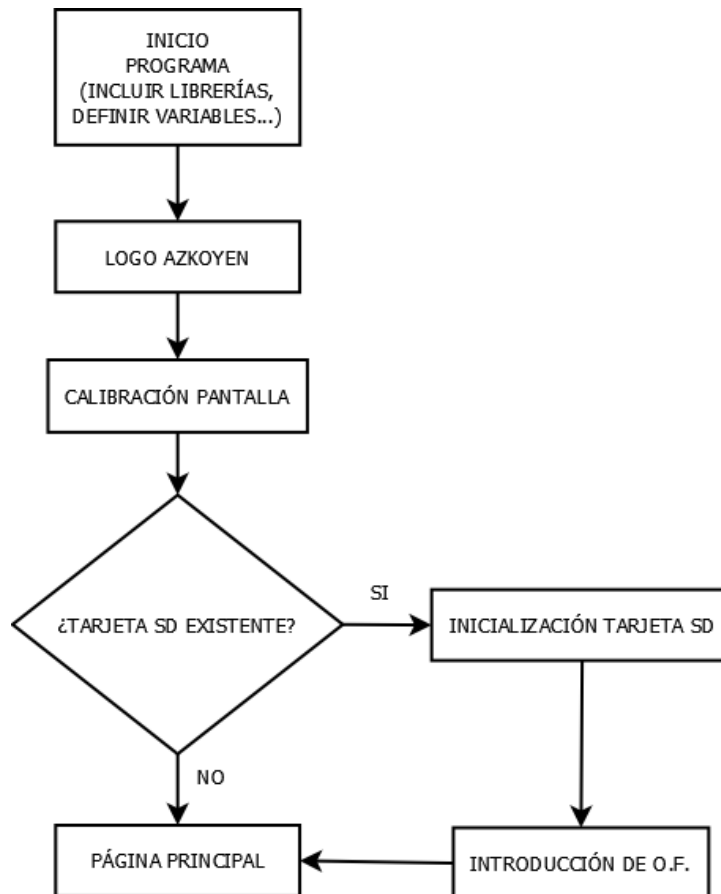 INICIO
PROGRAMA
(INCLUIR LIBRERÍAS,
DEFINIR VARIABLES...)
LOGO AZKOYEN
CALIBRACIÓN PANTALLA
¿TARJETA SD EXISTENTE?
SI
INICIALIZACIÓN TARJETA SD
NO
PÁGINA PRINCIPAL
INTRODUCCIÓN DE O.F.